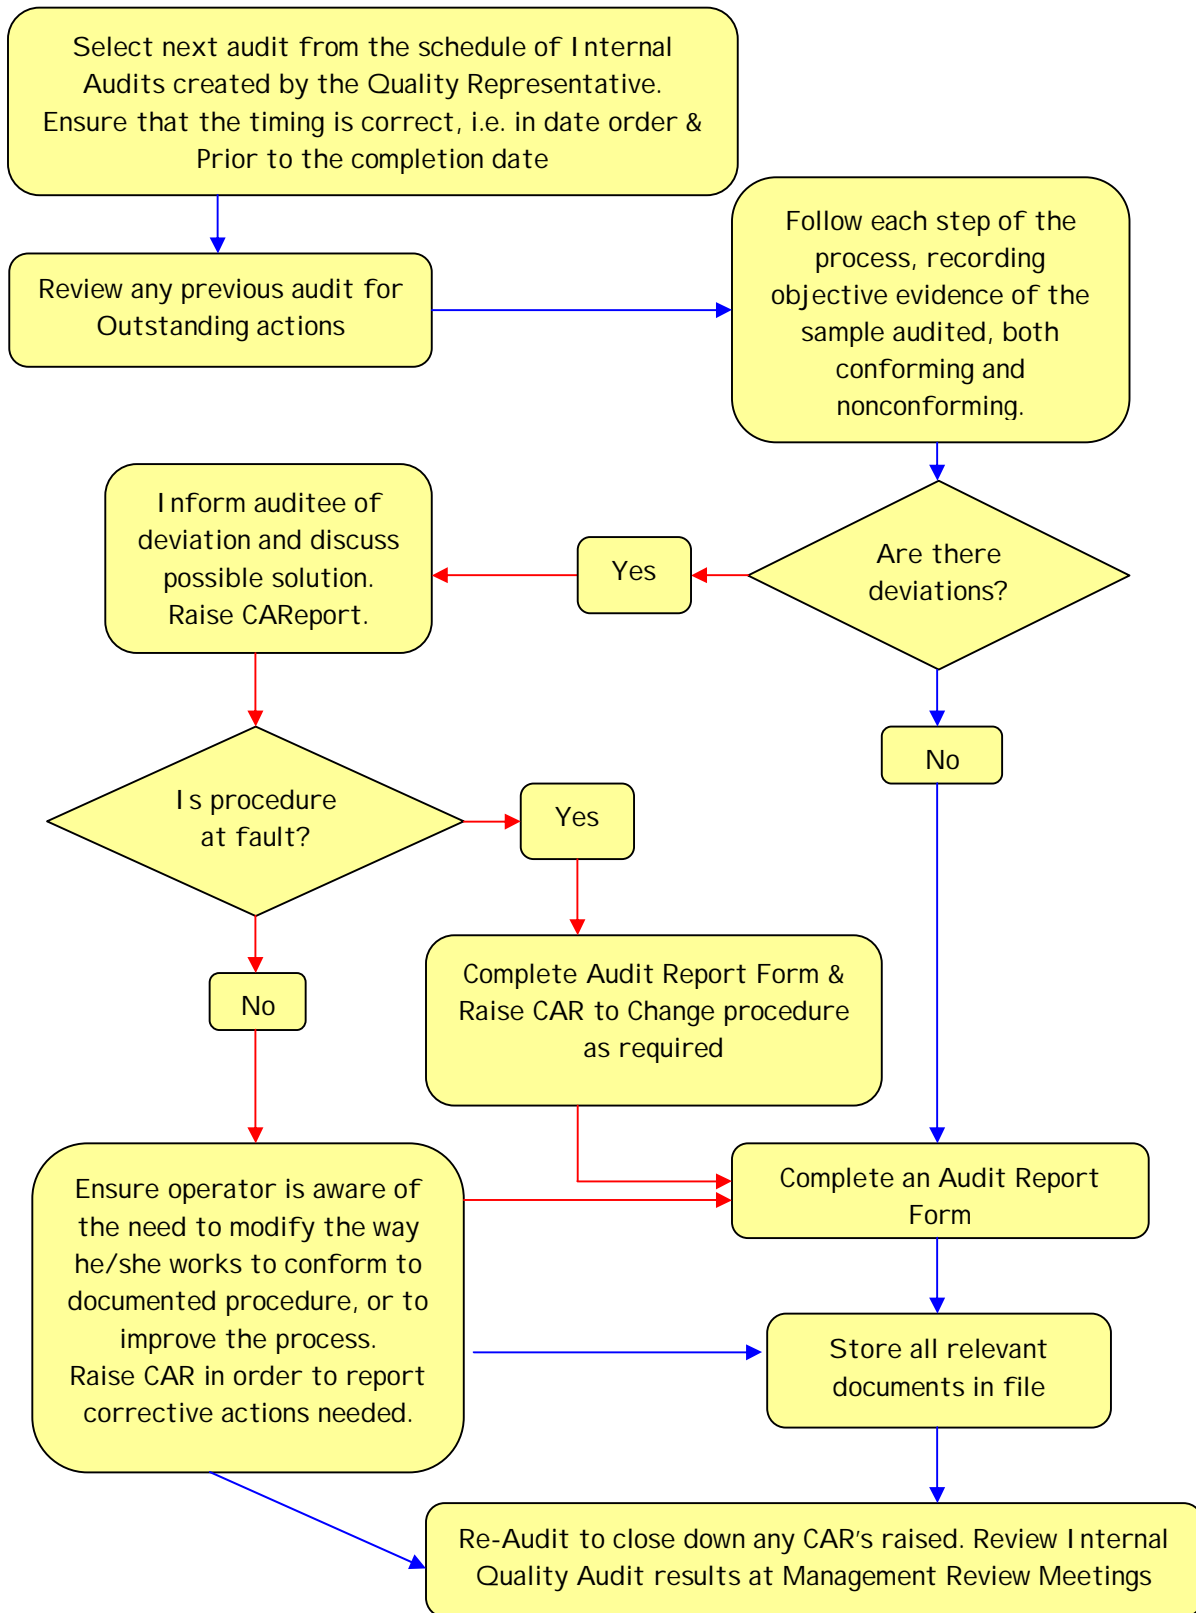 Select next audit from the schedule of Internal
Audits created by the Quality Representative.
Ensure that the timing is correct, i.e. in date order &
Prior to the completion date
Review any previous audit for
Outstanding actions
Follow each step of the
process, recording
objective evidence of the
sample audited, both
conforming and
nonconforming.
Are there
deviations?
Yes
Inform auditee of
deviation and discuss
possible solution.
Raise CAReport.
No
Is procedure
at fault?
Yes
Complete Audit Report Form &
Raise CAR to Change procedure
as required
No
Ensure operator is aware of
the need to modify the way
he/she works to conform to
documented procedure, or to
improve the process.
Raise CAR in order to report
corrective actions needed.
Complete an Audit Report
Form
Store all relevant
documents in file
Re-Audit to close down any CAR's raised. Review Internal
Quality Audit results at Management Review Meetings